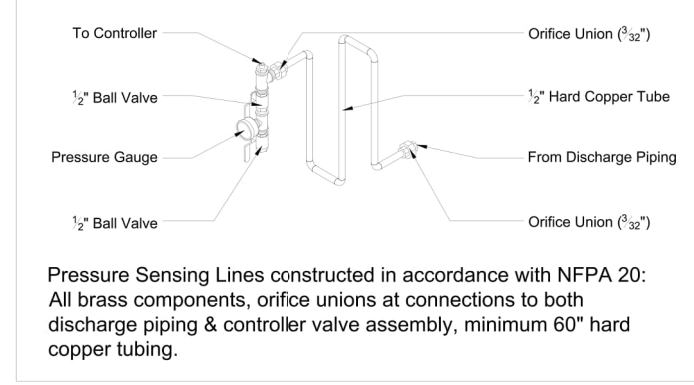 To Controller
Orifice Union (3/32")
1/2" Ball Valve
1/2" Hard Copper Tube
Pressure Gauge
From Discharge Piping
1/2" Ball Valve
Orifice Union (3/32")
Pressure Sensing Lines constructed in accordance with NFPA 20:
All brass components, orifice unions at connections to both
discharge piping & controller valve assembly, minimum 60" hard
copper tubing.